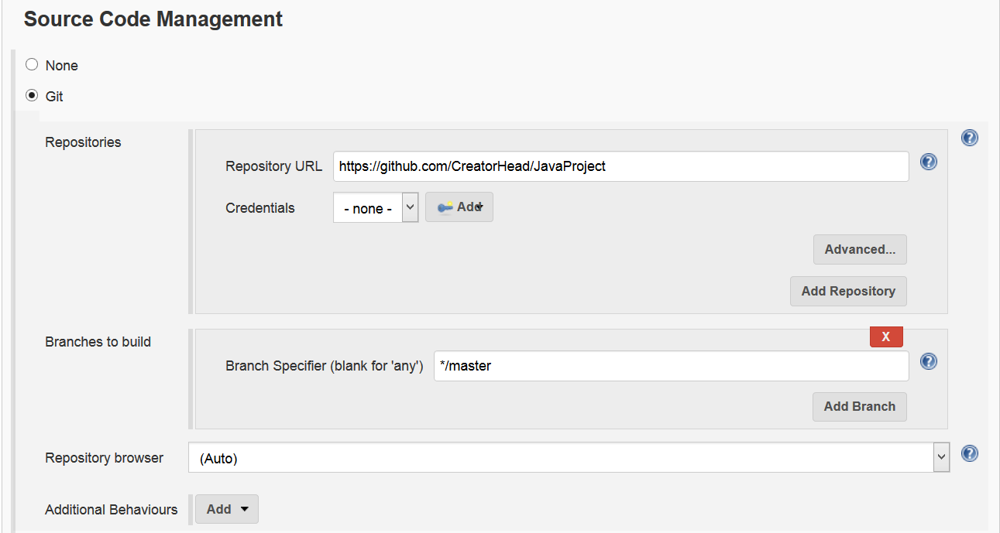 Source Code Management
None
Git
Repositories
Repository URL https://github.com/CreatorHead/JavaProject
Credentials - none - Add
Advanced...
Add Repository
Branches to build
X
Branch Specifier (blank for 'any') */master
Add Branch
Repository browser (Auto)
Additional Behaviours Add